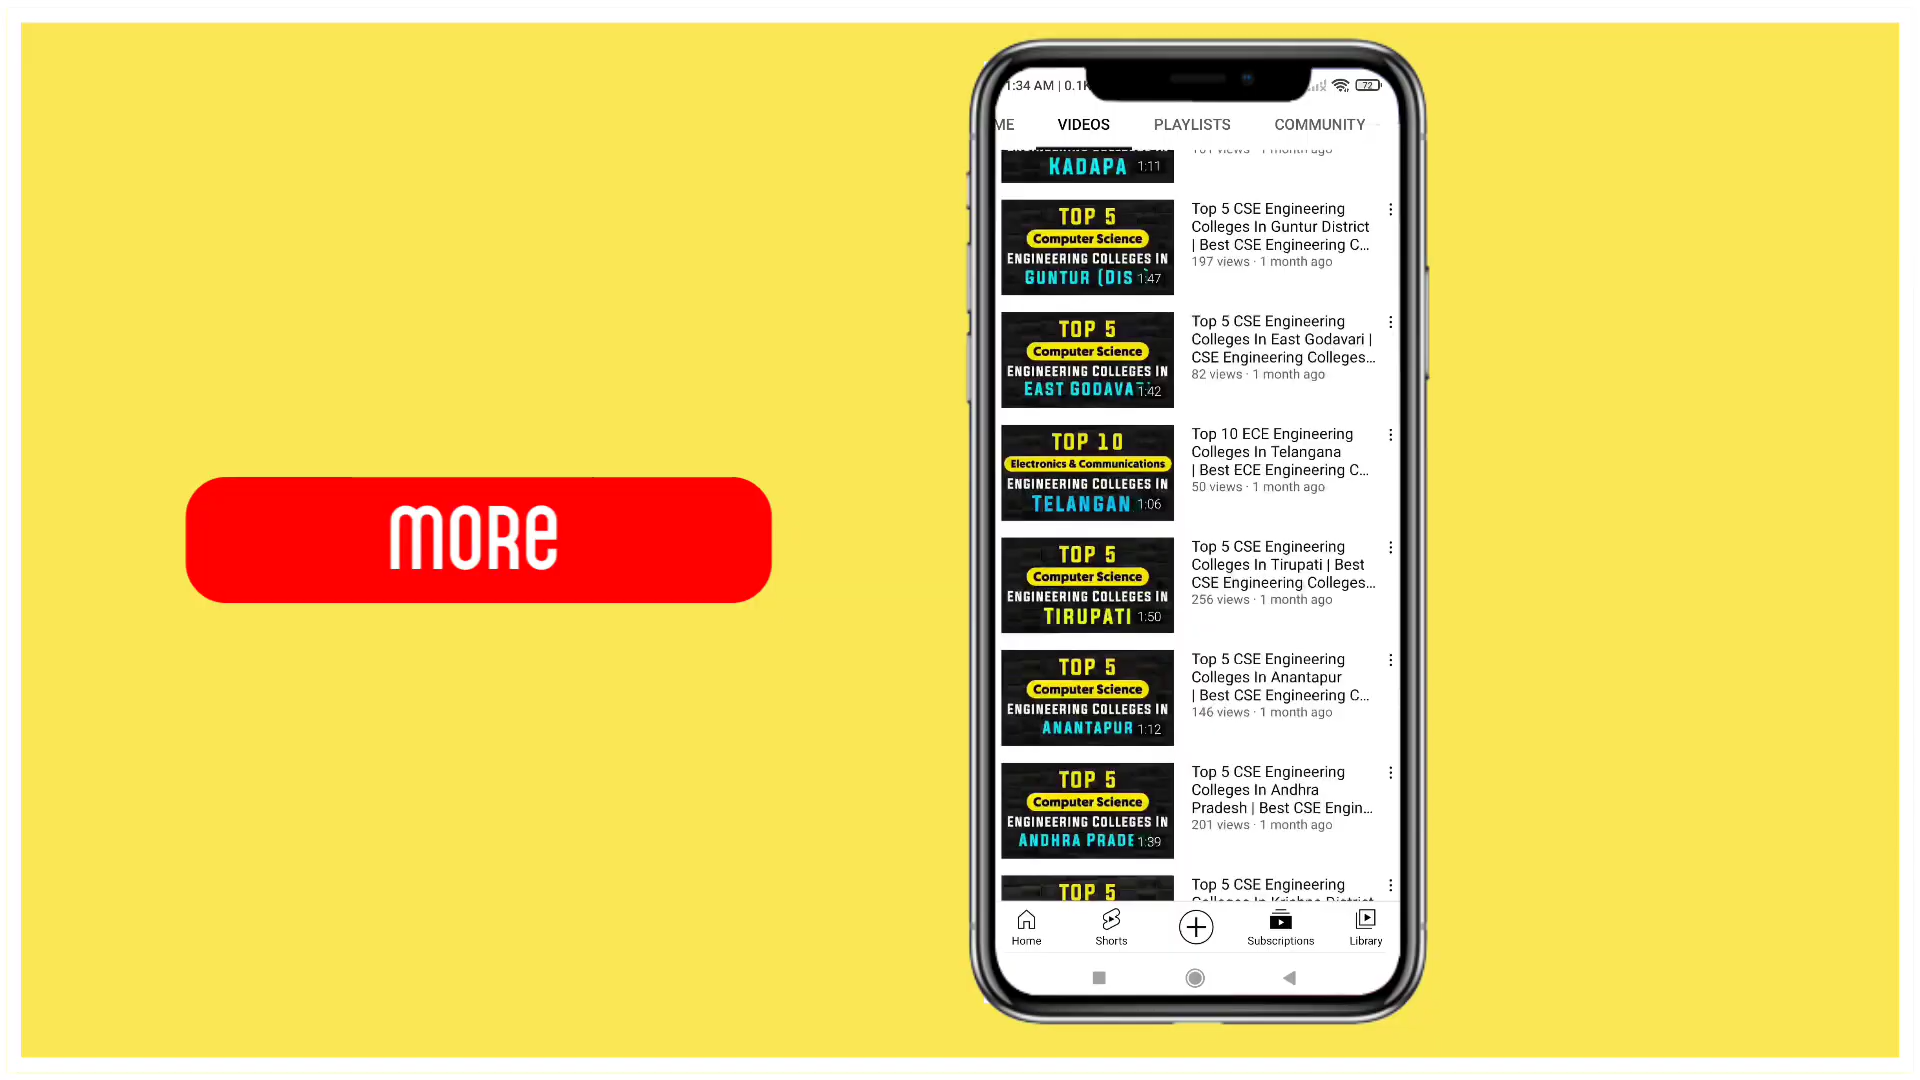 MORE
1:34 AM | 0.1K
72
ME VIDEOS PLAYLISTS COMMUNITY
KADAPA 1:11
1 month ago
TOP 5
Computer Science
ENGINEERING COLLEGES IN
GUNTUR (DIS 1:47
Top 5 CSE Engineering
Colleges In Guntur District
| Best CSE Engineering C...
197 views · 1 month ago
TOP 5
Computer Science
ENGINEERING COLLEGES IN
EAST GODAVA 1:42
Top 5 CSE Engineering
Colleges In East Godavari |
CSE Engineering Colleges...
82 views · 1 month ago
TOP 10
Electronics & Communications
ENGINEERING COLLEGES IN
TELANGAN 1:06
Top 10 ECE Engineering
Colleges In Telangana
| Best ECE Engineering C...
50 views · 1 month ago
TOP 5
Computer Science
ENGINEERING COLLEGES IN
TIRUPATI 1:50
Top 5 CSE Engineering
Colleges In Tirupati | Best
CSE Engineering Colleges...
256 views · 1 month ago
TOP 5
Computer Science
ENGINEERING COLLEGES IN
ANANTAPUR 1:12
Top 5 CSE Engineering
Colleges In Anantapur
| Best CSE Engineering C...
146 views · 1 month ago
TOP 5
Computer Science
ENGINEERING COLLEGES IN
ANDHRA PRADE 1:39
Top 5 CSE Engineering
Colleges In Andhra
Pradesh | Best CSE Engin...
201 views · 1 month ago
TOP 5
Top 5 CSE Engineering
Colleges In Krishna District
Home Shorts Subscriptions Library